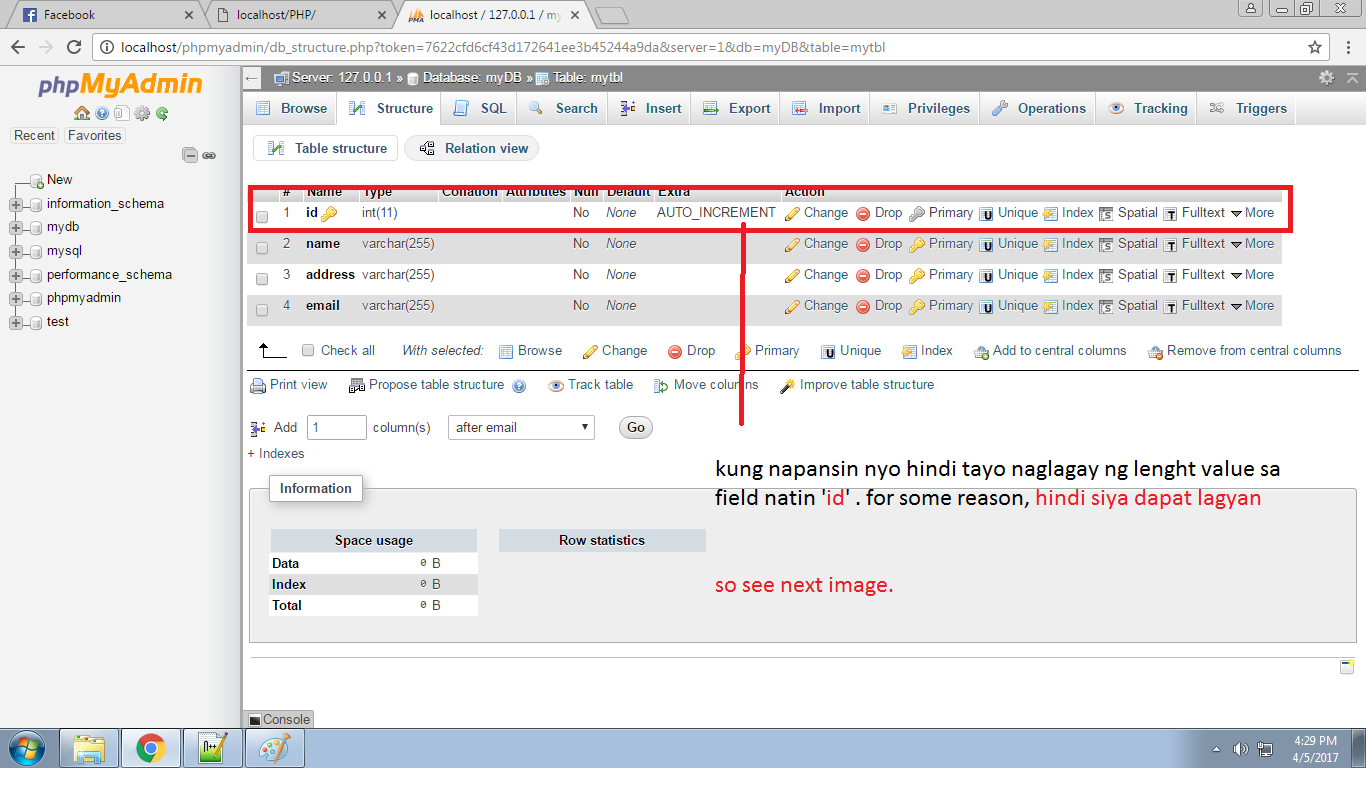 Facebook
localhost/PHP/
localhost / 127.0.0.1 / my
localhost/phpmyadmin/db_structure.php?token=7622cfd6cf43d172641ee3b45244a9da&server=1&db=myDB&table=mytbl
phpMyAdmin
Recent Favorites
New
information_schema
mydb
mysql
performance_schema
phpmyadmin
test
Server: 127.0.0.1 » Database: myDB » Table: mytbl
Browse Structure SQL Search Insert Export Import Privileges Operations Tracking Triggers
Table structure Relation view
# Name Type Collation Attributes Null Default Extra Action
1 id int(11) No None AUTO_INCREMENT Change Drop Primary Unique Index Spatial Fulltext More
2 name varchar(255) No None Change Drop Primary Unique Index Spatial Fulltext More
3 address varchar(255) No None Change Drop Primary Unique Index Spatial Fulltext More
4 email varchar(255) No None Change Drop Primary Unique Index Spatial Fulltext More
Check all With selected: Browse Change Drop Primary Unique Index Add to central columns Remove from central columns
Print view Propose table structure Track table Move columns Improve table structure
Add 1 column(s) after email Go
+ Indexes
Information
Space usage
Data 0 B
Index 0 B
Total 0 B
Row statistics
kung napansin nyo hindi tayo naglagay ng lenght value sa
field natin 'id' . for some reason, hindi siya dapat lagyan
so see next image.
Console
4:29 PM
4/5/2017